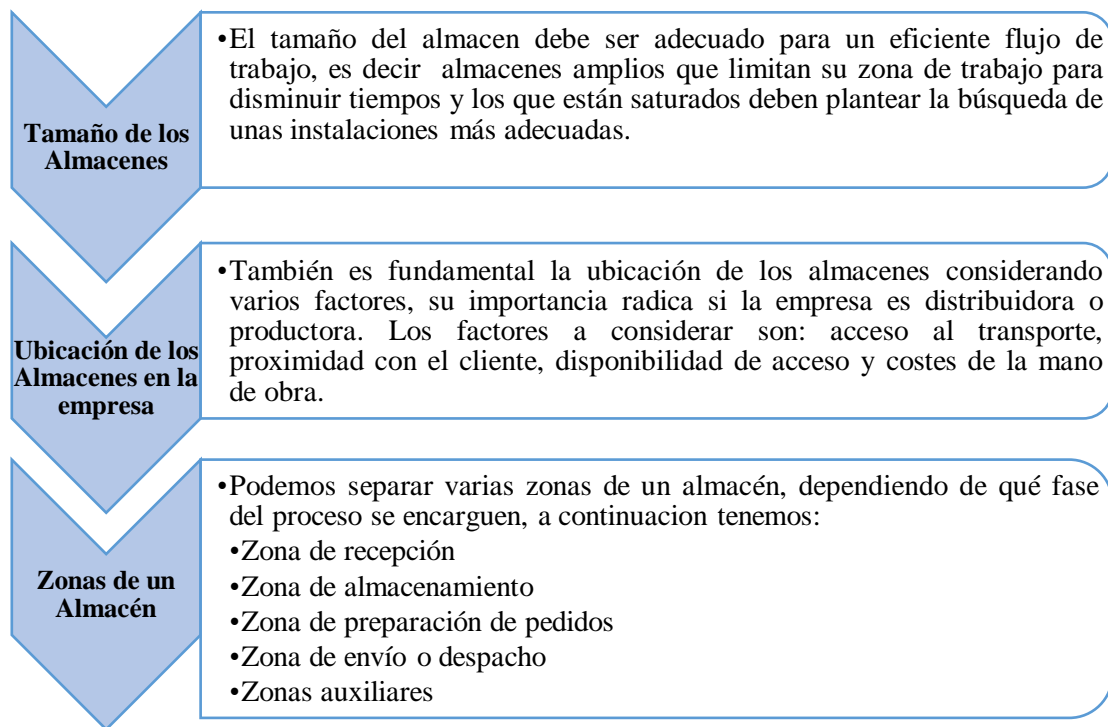 Tamaño de los
Almacenes
•El tamaño del almacen debe ser adecuado para un eficiente flujo de
trabajo, es decir almacenes amplios que limitan su zona de trabajo para
disminuir tiempos y los que están saturados deben plantear la búsqueda de
unas instalaciones más adecuadas.
Ubicación de los
Almacenes en la
empresa
•También es fundamental la ubicación de los almacenes considerando
varios factores, su importancia radica si la empresa es distribuidora o
productora. Los factores a considerar son: acceso al transporte,
proximidad con el cliente, disponibilidad de acceso y costes de la mano
de obra.
Zonas de un
Almacén
•Podemos separar varias zonas de un almacén, dependiendo de qué fase
del proceso se encarguen, a continuacion tenemos:
•Zona de recepción
•Zona de almacenamiento
•Zona de preparación de pedidos
•Zona de envío o despacho
•Zonas auxiliares